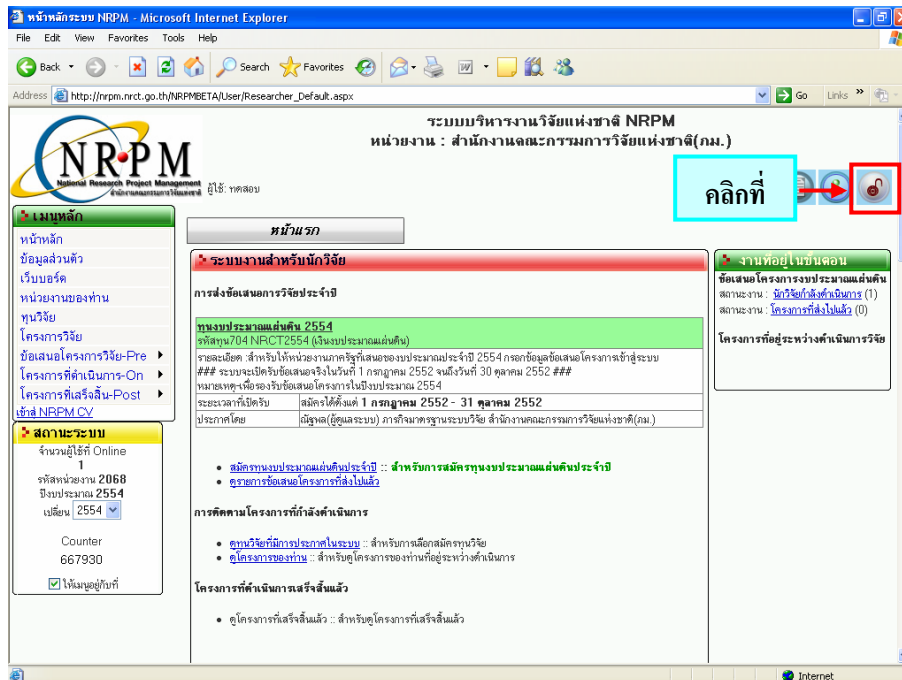 หน้าหลักระบบ NRPM - Microsoft Internet Explorer
File Edit View Favorites Tools Help
Back Search Favorites
Address http://nrpm.nrct.go.th/NRPMBETA/User/Researcher_Default.aspx Go Links »
ระบบบริหารงานวิจัยแห่งชาติ NRPM
หน่วยงาน : สำนักงานคณะกรรมการวิจัยแห่งชาติ(ภม.)
NRPM
National Research Project Management
สำนักงานคณะกรรมการวิจัยแห่งชาติ
ผู้ใช้: ทดสอบ
คลิกที่
เมนูหลัก
หน้าหลัก
ข้อมูลส่วนตัว
เว็บบอร์ด
หน่วยงานของท่าน
ทุนวิจัย
โครงการวิจัย
ข้อเสนอโครงการวิจัย-Pre
โครงการที่ดำเนินการ-On
โครงการที่เสร็จสิ้น-Post
เข้าสู่ NRPM CV
สถานะระบบ
จำนวนผู้ใช้ที่ Online
1
รหัสหน่วยงาน 2068
ปีงบประมาณ 2554
เปลี่ยน 2554
Counter
667930
ให้เมนูอยู่กับที่
หน้าแรก
ระบบงานสำหรับนักวิจัย
การส่งข้อเสนอการวิจัยประจำปี
ทุนงบประมาณแผ่นดิน 2554
รหัสทุน704 NRCT2554 (เงินงบประมาณแผ่นดิน)
รายละเอียด :สำหรับให้หน่วยงานภาครัฐที่เสนอของบประมาณประจำปี 2554 กรอกข้อมูลข้อเสนอโครงการเข้าสู่ระบบ
### ระบบจะเปิดรับข้อเสนอจริงในวันที่ 1 กรกฎาคม 2552 จนถึงวันที่ 30 ตุลาคม 2552 ###
หมายเหตุ-เพื่อรองรับข้อเสนอโครงการในปีงบประมาณ 2554
ระยะเวลาที่เปิดรับ สมัครได้ตั้งแต่ 1 กรกฎาคม 2552 - 31 ตุลาคม 2552
ประกาศโดย ณัฐพล(ผู้ดูแลระบบ) ภารกิจมาตรฐานระบบวิจัย สำนักงานคณะกรรมการวิจัยแห่งชาติ(ภม.)
สมัครทุนงบประมาณแผ่นดินประจำปี :: สำหรับการสมัครทุนงบประมาณแผ่นดินประจำปี
ดูรายการข้อเสนอโครงการที่ส่งไปแล้ว
การติดตามโครงการที่กำลังดำเนินการ
ดูทุนวิจัยที่มีการประกาศในระบบ :: สำหรับการเลือกสมัครทุนวิจัย
ดูโครงการของท่าน :: สำหรับดูโครงการของท่านที่อยู่ระหว่างดำเนินการ
โครงการที่ดำเนินการเสร็จสิ้นแล้ว
ดูโครงการที่เสร็จสิ้นแล้ว :: สำหรับดูโครงการที่เสร็จสิ้นแล้ว
งานที่อยู่ในขั้นตอน
ข้อเสนอโครงการงบประมาณแผ่นดิน
สถานะงาน : นักวิจัยกำลังดำเนินการ (1)
สถานะงาน : โครงการที่ส่งไปแล้ว (0)
โครงการที่อยู่ระหว่างดำเนินการวิจัย
Internet